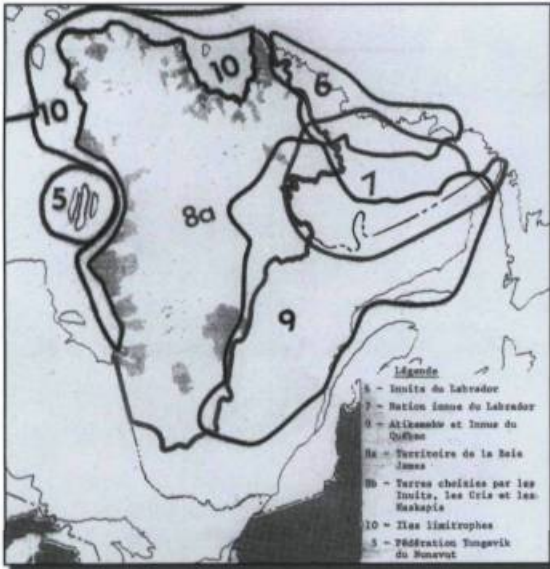 10
6
10
5
7
8a
9
Légende
6 - Inuits du Labrador
7 - Nation innue du Labrador
9 - Atikamekw et Innus du
Québec
8a - Territoire de la Baie
James
8b - Terres choisies par les
Inuits, les Cris et les
Naskapis
10 - Iles limitrophes
5 - Fédération Tungavik
du Nunavut